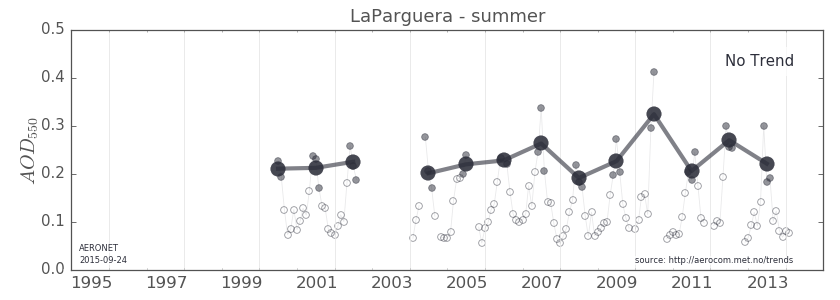 LaParguera - summer
0.5
0.4
0.3
0.2
0.1
0.0
AOD550
No Trend
AERONET
2015-09-24
source: http://aerocom.met.no/trends
1995 1997 1999 2001 2003 2005 2007 2009 2011 2013